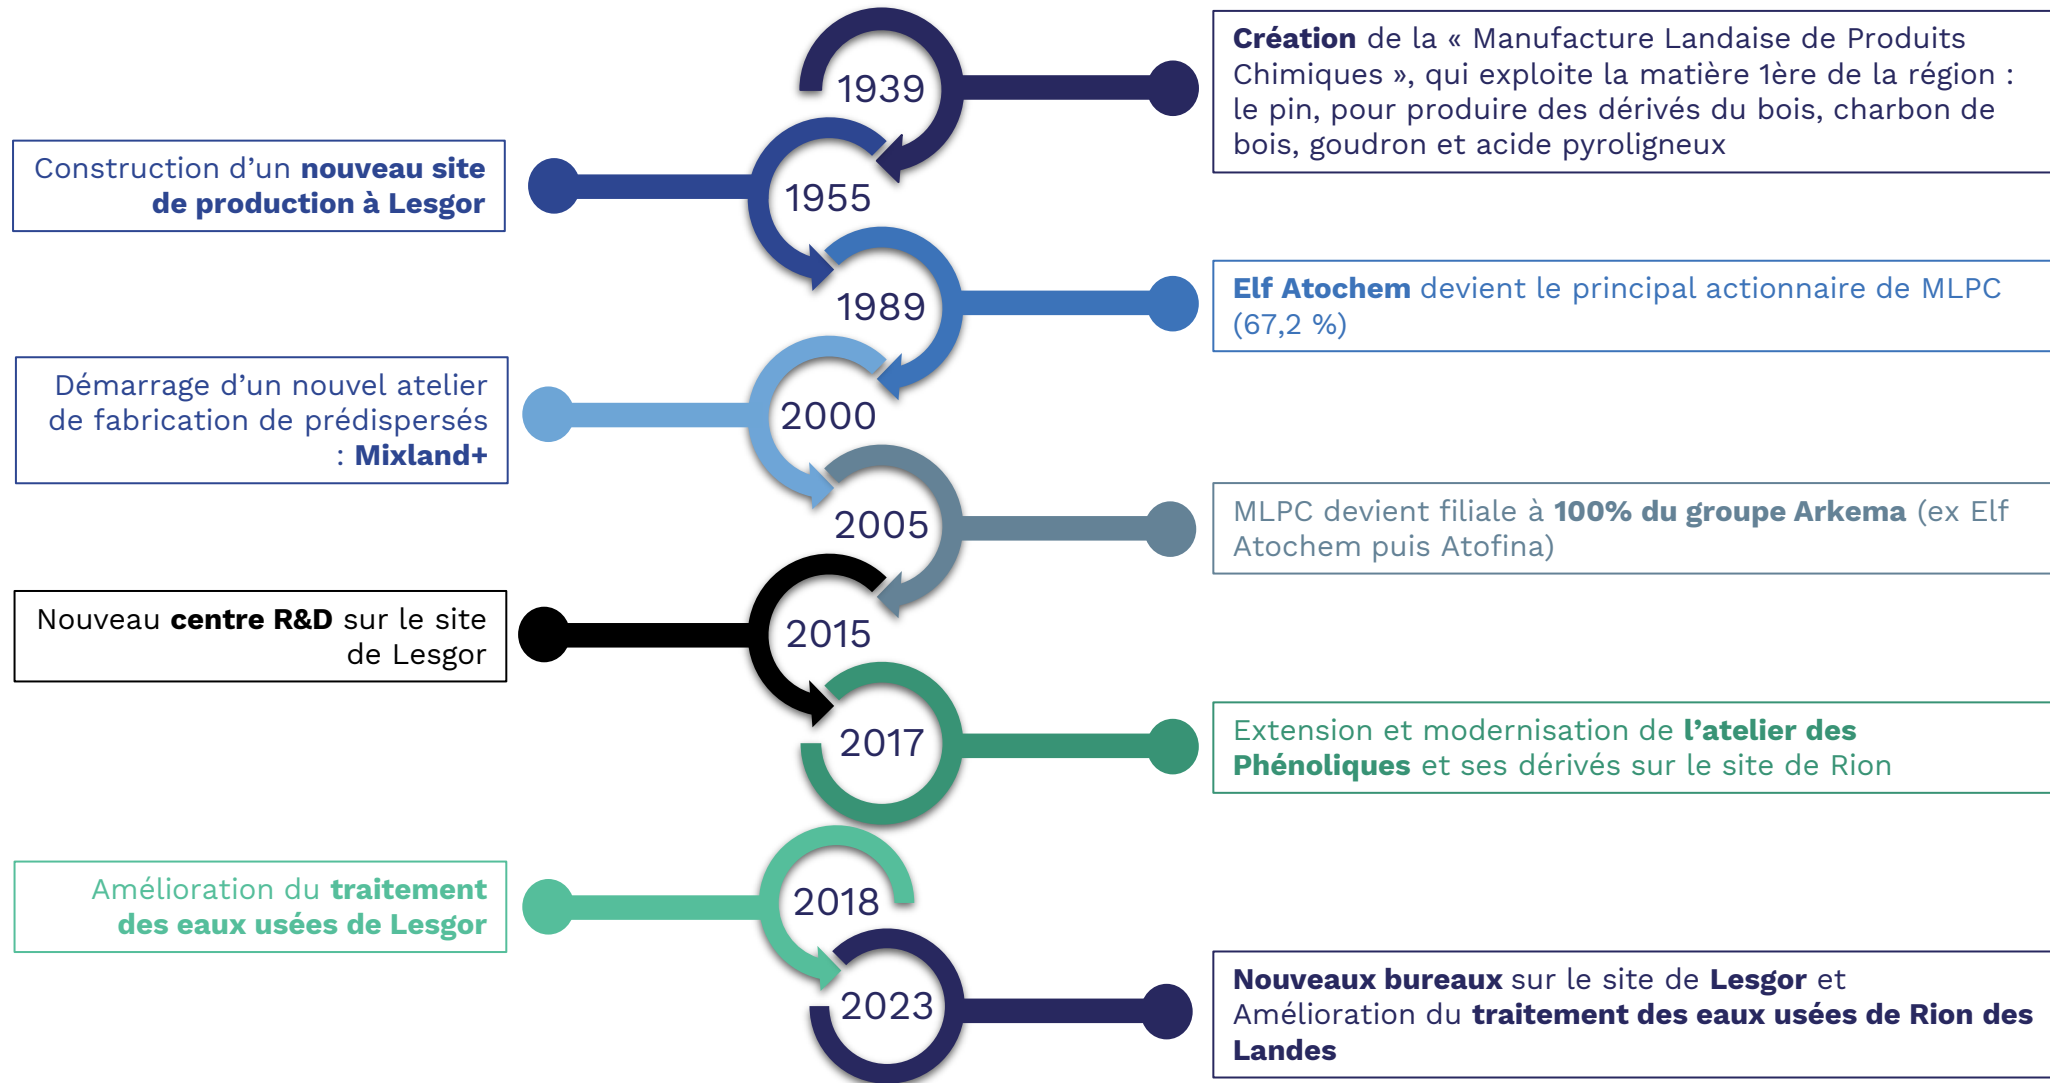 1939
Création de la « Manufacture Landaise de Produits
Chimiques », qui exploite la matière 1ère de la région :
le pin, pour produire des dérivés du bois, charbon de
bois, goudron et acide pyroligneux
Construction d’un nouveau site
de production à Lesgor
1955
1989
Elf Atochem devient le principal actionnaire de MLPC
(67,2 %)
Démarrage d’un nouvel atelier
de fabrication de prédispersés
: Mixland+
2000
2005
MLPC devient filiale à 100% du groupe Arkema (ex Elf
Atochem puis Atofina)
Nouveau centre R&D sur le site
de Lesgor
2015
2017
Extension et modernisation de l’atelier des
Phénoliques et ses dérivés sur le site de Rion
Amélioration du traitement
des eaux usées de Lesgor
2018
2023
Nouveaux bureaux sur le site de Lesgor et
Amélioration du traitement des eaux usées de Rion des
Landes